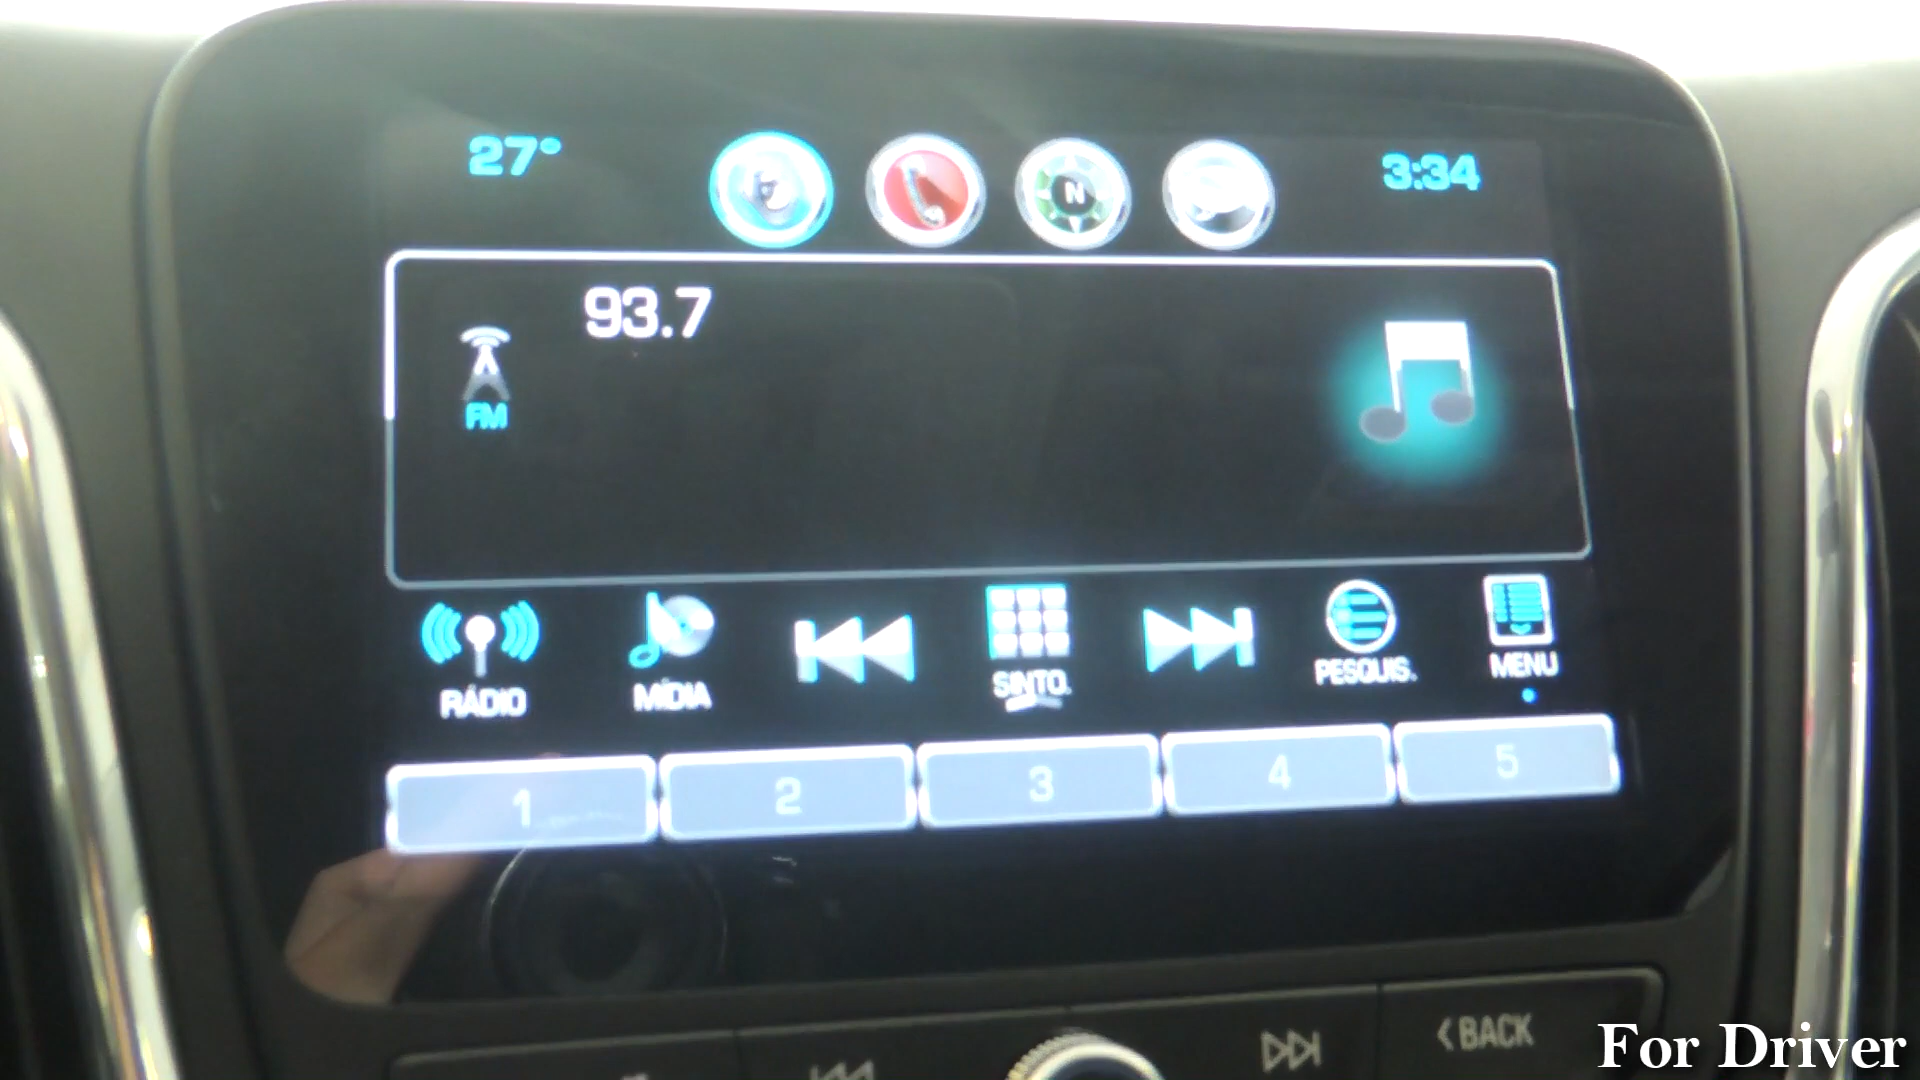 27°
N
3:34
93.7
FM
RÁDIO
MÍDIA
SINTO.
PESQUIS.
MENU
1
2
3
4
5
BACK
For Driver